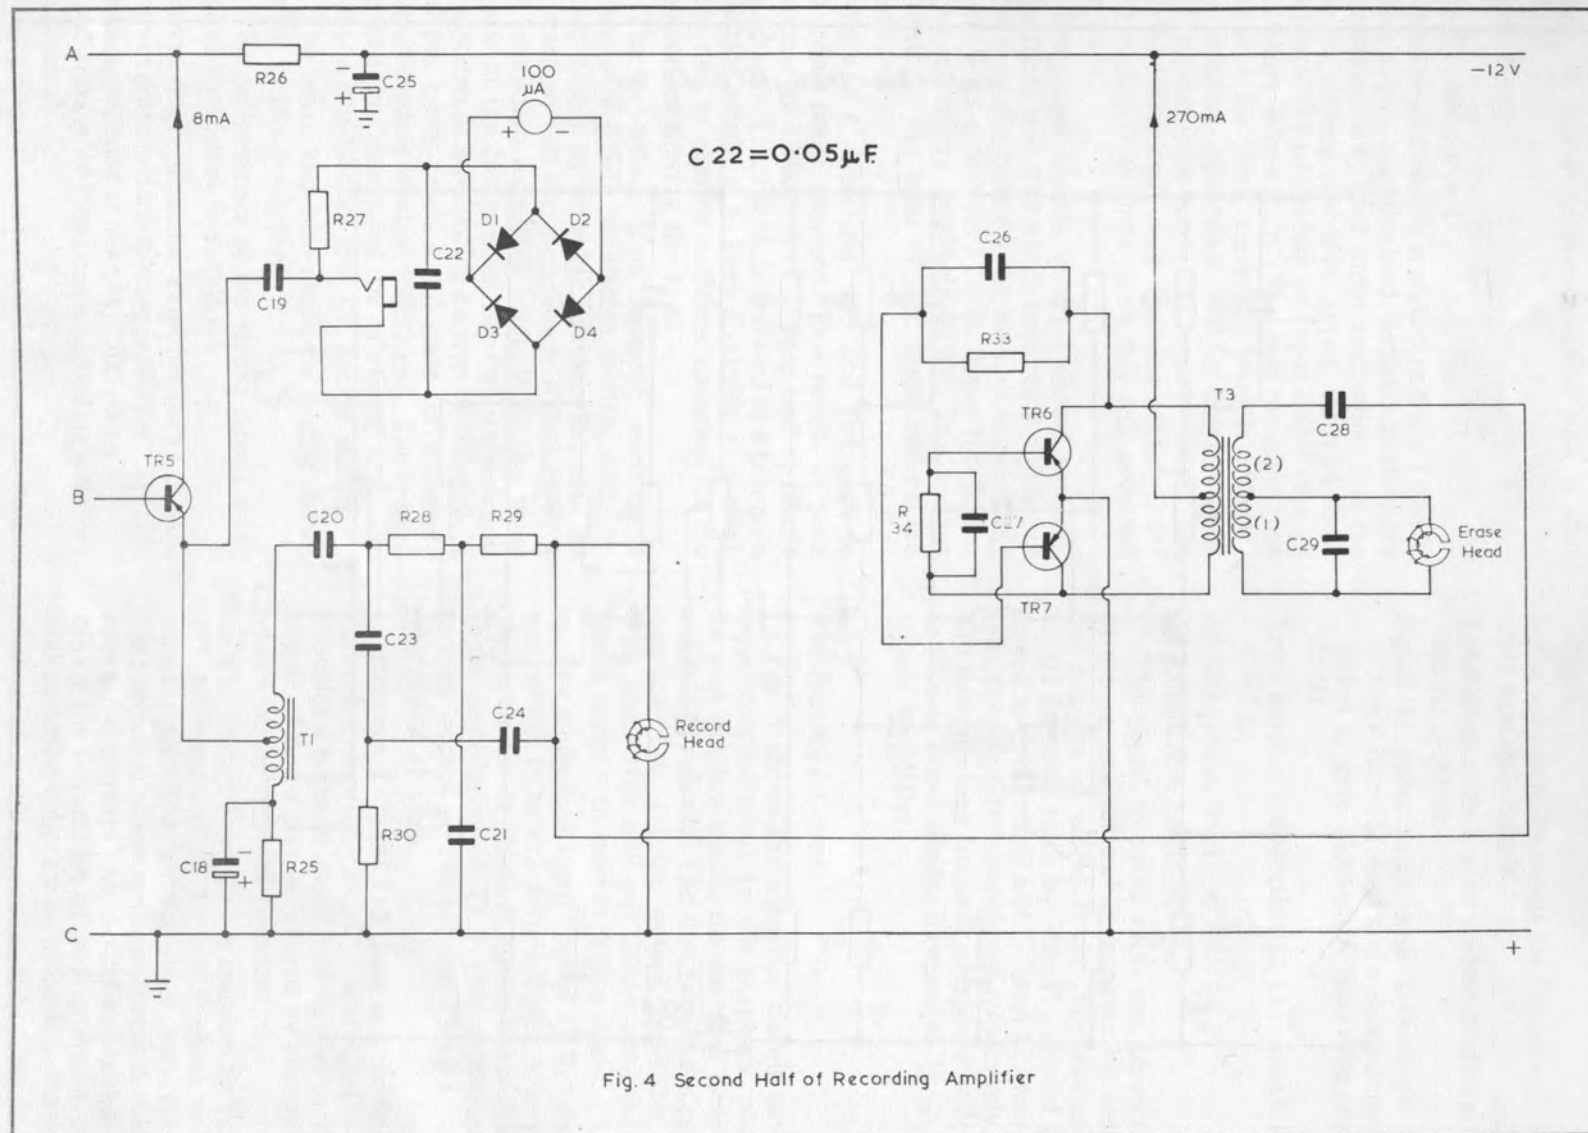 A
R26
C25
100
μA
-12V
8mA
270mA
+ -
C22=0·05μF.
R27
D1
D2
C22
C19
D3
D4
C26
R33
T3
TR6
C28
TR5
B
(2)
C20
R28
R29
R
34
C27
(1)
C29
Erase
Head
TR7
C23
C24
Record
Head
T1
C18
R25
R30
C21
C
+
Fig. 4 Second Half of Recording Amplifier